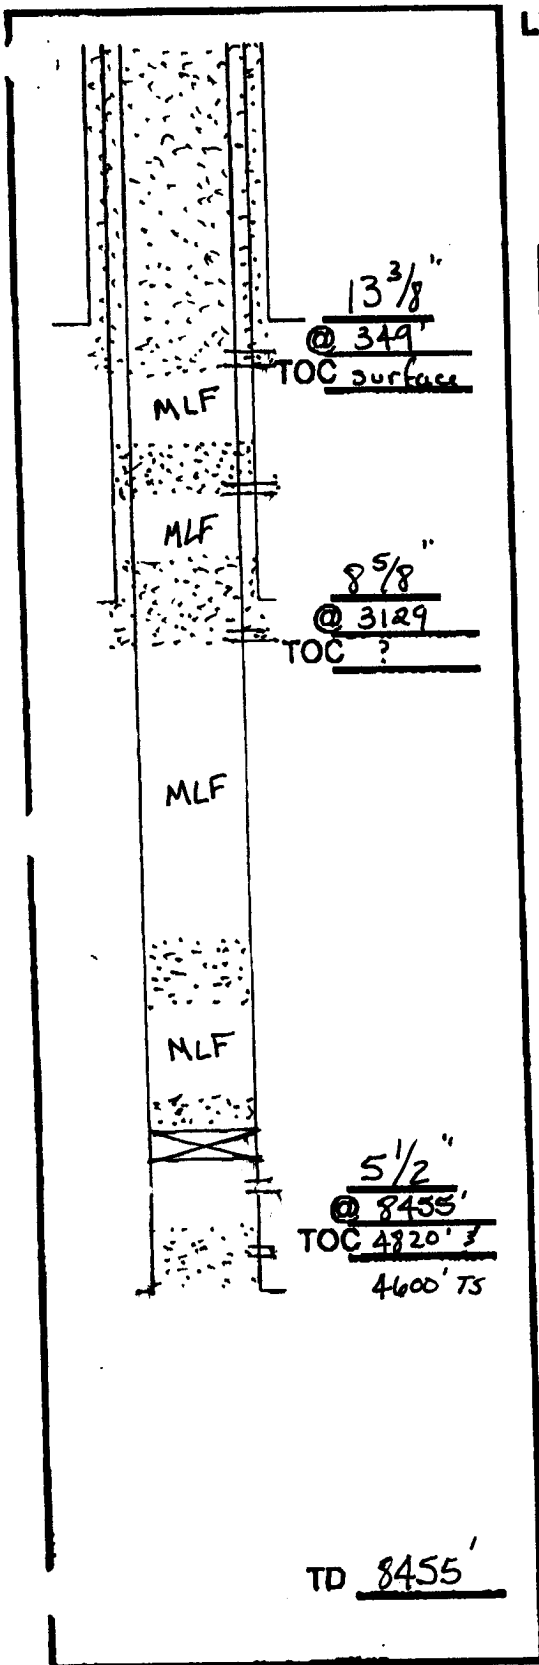 L
13 3/8"
@ 349'
TOC surface
MLF
MLF
8 5/8"
@ 3129
TOC ?
MLF
MLF
5 1/2"
@ 8455'
TOC 4820' &
4600' TS
TD 8455'